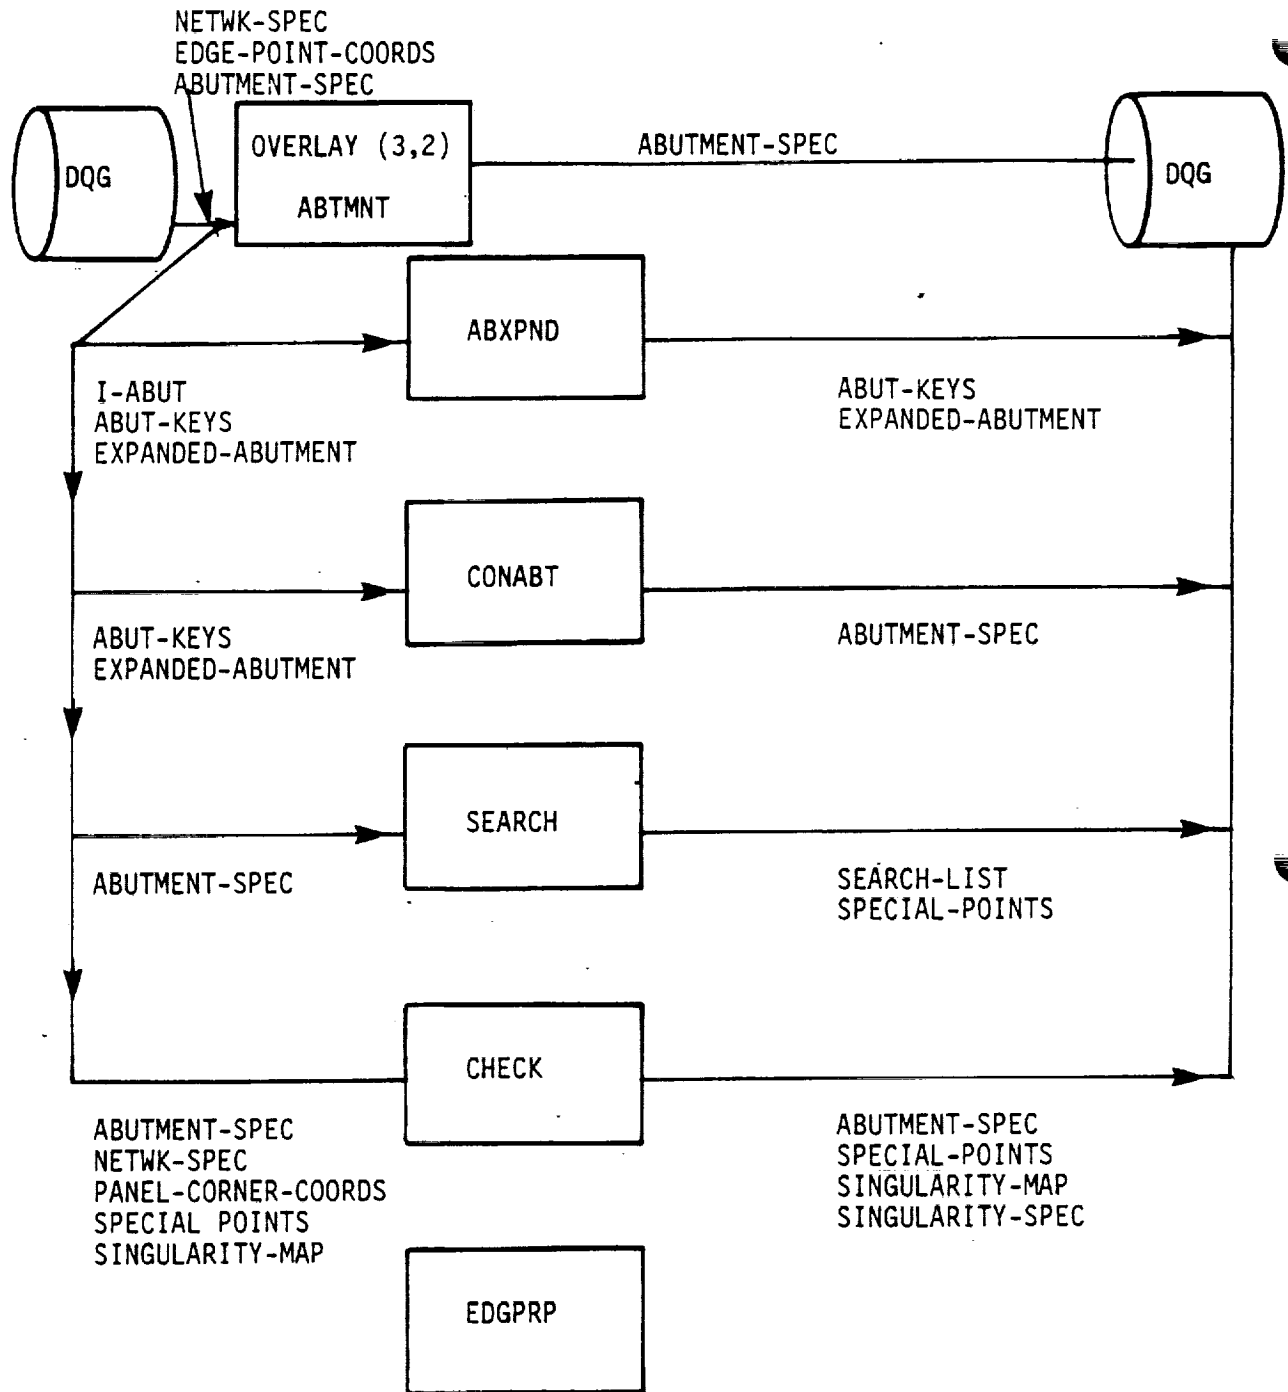 NETWK-SPEC
EDGE-POINT-COORDS
ABUTMENT-SPEC
DQG
OVERLAY (3,2)
ABTMNT
ABUTMENT-SPEC
DQG
ABXPND
I-ABUT
ABUT-KEYS
EXPANDED-ABUTMENT
ABUT-KEYS
EXPANDED-ABUTMENT
CONABT
ABUT-KEYS
EXPANDED-ABUTMENT
ABUTMENT-SPEC
SEARCH
ABUTMENT-SPEC
SEARCH-LIST
SPECIAL-POINTS
CHECK
ABUTMENT-SPEC
NETWK-SPEC
PANEL-CORNER-COORDS
SPECIAL POINTS
SINGULARITY-MAP
ABUTMENT-SPEC
SPECIAL-POINTS
SINGULARITY-MAP
SINGULARITY-SPEC
EDGPRP